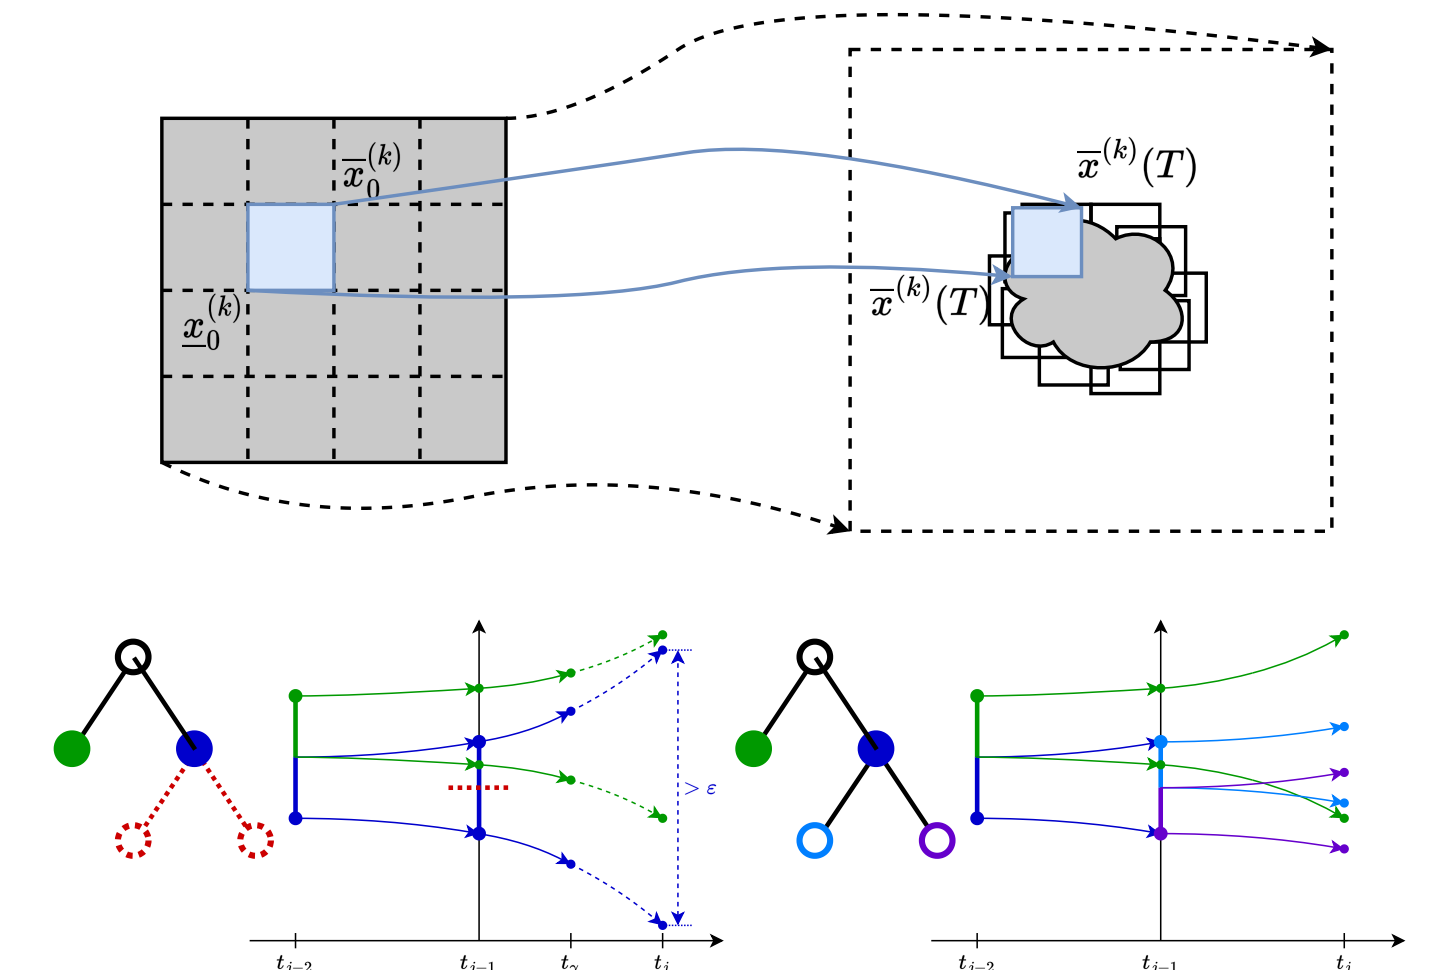 x̅₀⁽ᵏ⁾
x̅⁽ᵏ⁾(T)
x̲₀⁽ᵏ⁾
x̅⁽ᵏ⁾(T)
> ε
t_{j−2} t_{j−1} t_γ t_j
t_{j−2} t_{j−1} t_j